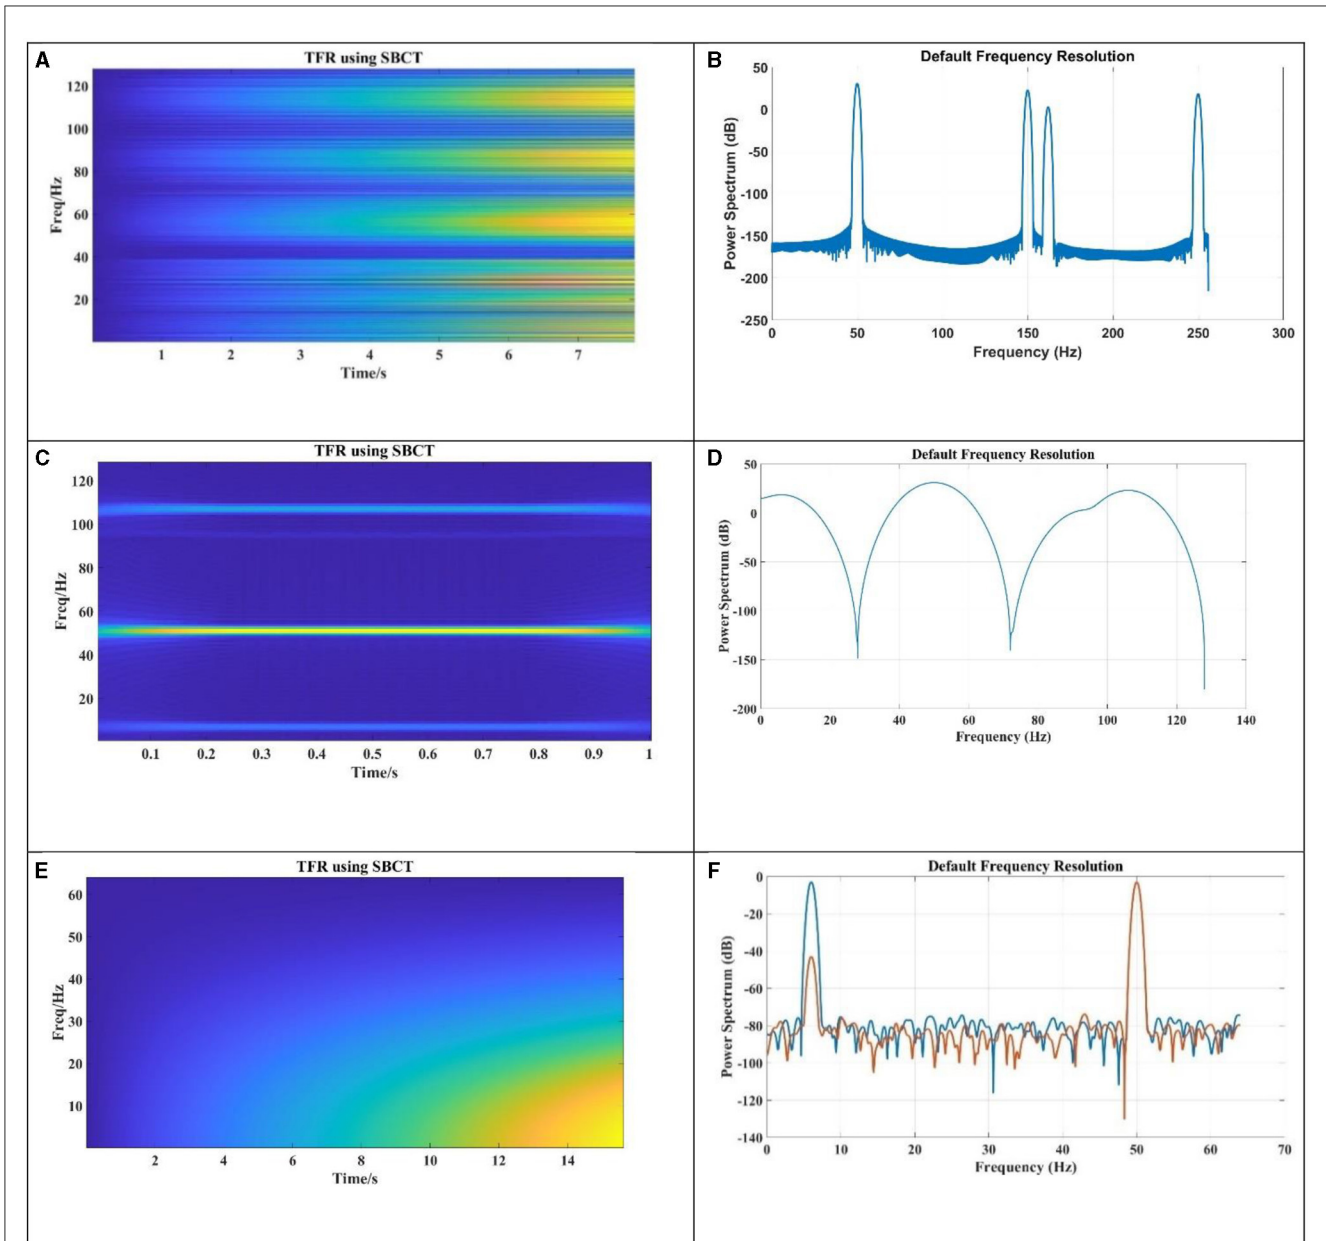 A
TFR using SBCT
Freq/Hz
120
100
80
60
40
20
1 2 3 4 5 6 7
Time/s
B
Default Frequency Resolution
Power Spectrum (dB)
50
0
-50
-100
-150
-200
-250
0 50 100 150 200 250 300
Frequency (Hz)
C
TFR using SBCT
Freq/Hz
120
100
80
60
40
20
0.1 0.2 0.3 0.4 0.5 0.6 0.7 0.8 0.9 1
Time/s
D
Default Frequency Resolution
Power Spectrum (dB)
50
0
-50
-100
-150
-200
0 20 40 60 80 100 120 140
Frequency (Hz)
E
TFR using SBCT
Freq/Hz
60
50
40
30
20
10
2 4 6 8 10 12 14
Time/s
F
Default Frequency Resolution
Power Spectrum (dB)
0
-20
-40
-60
-80
-100
-120
-140
0 10 20 30 40 50 60 70
Frequency (Hz)